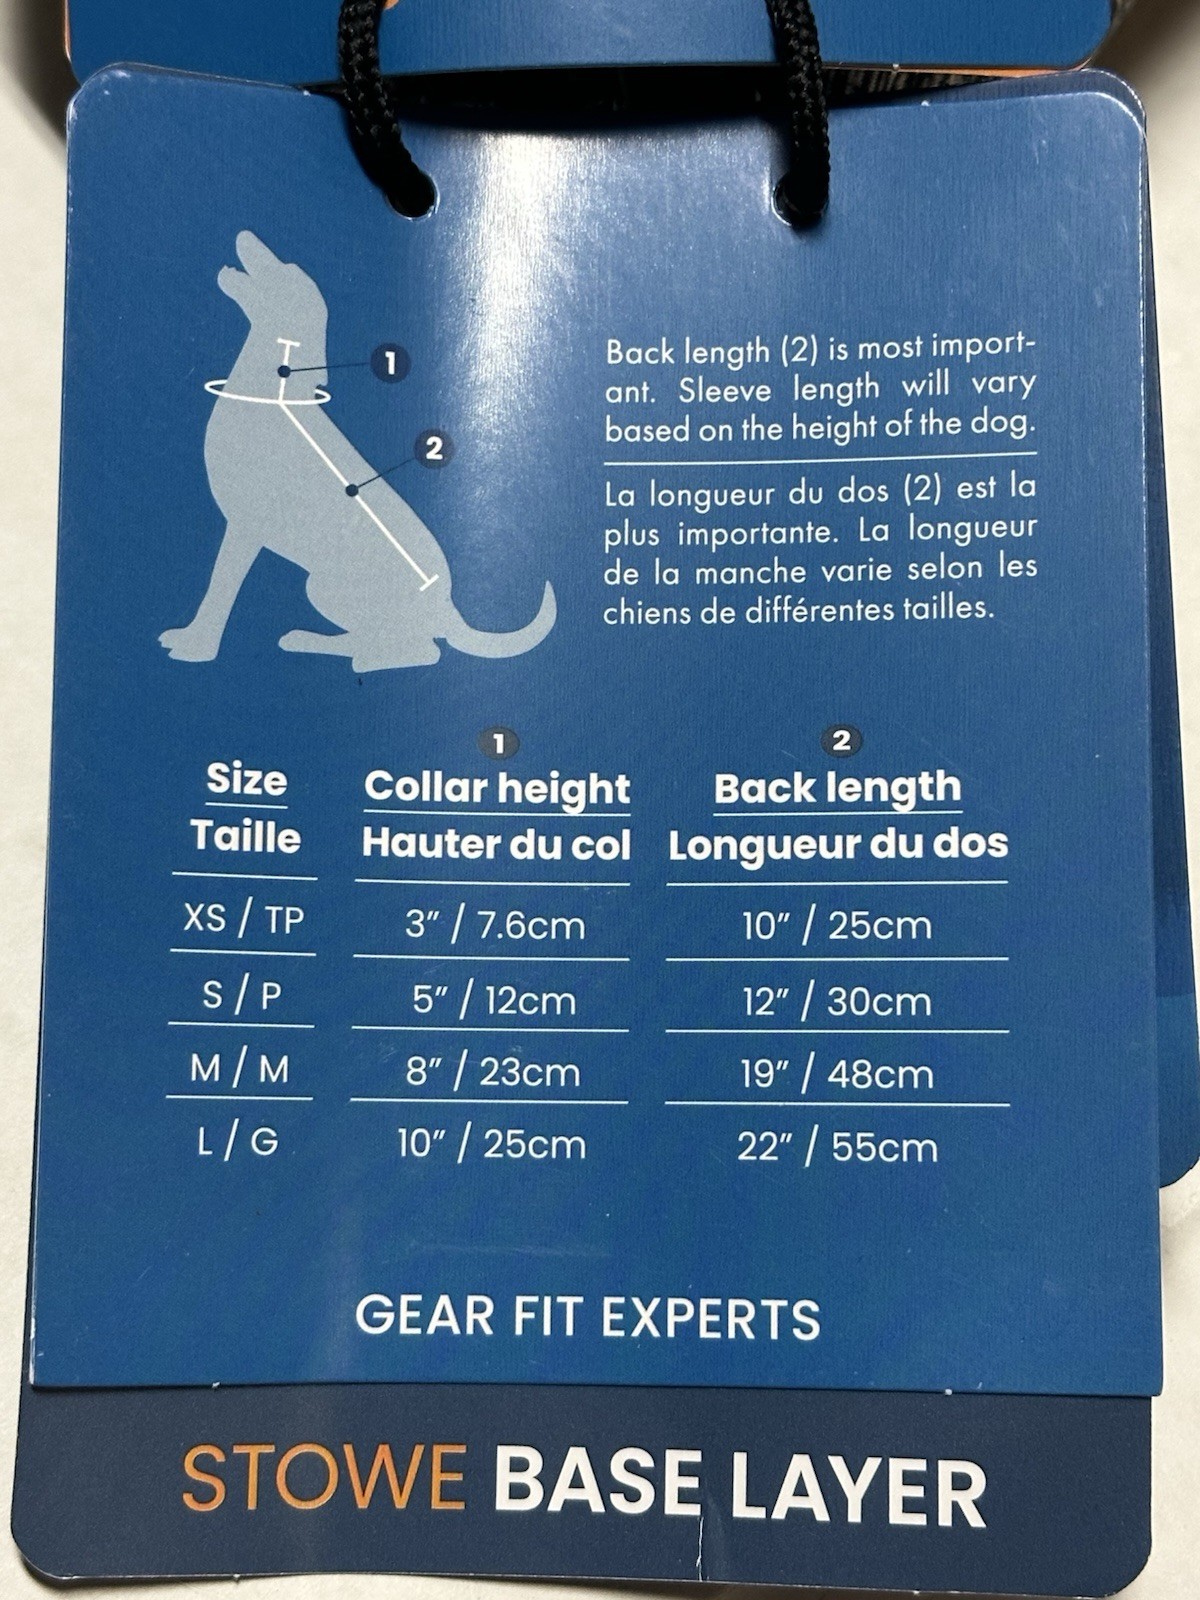 1
2
Back length (2) is most import-
ant. Sleeve length will vary
based on the height of the dog.
La longueur du dos (2) est la
plus importante. La longueur
de la manche varie selon les
chiens de différentes tailles.
1 2
Size Collar height Back length
Taille Hauter du col Longueur du dos
XS / TP 3″ / 7.6cm 10″ / 25cm
S / P 5″ / 12cm 12″ / 30cm
M / M 8″ / 23cm 19″ / 48cm
L / G 10″ / 25cm 22″ / 55cm
GEAR FIT EXPERTS
STOWE BASE LAYER